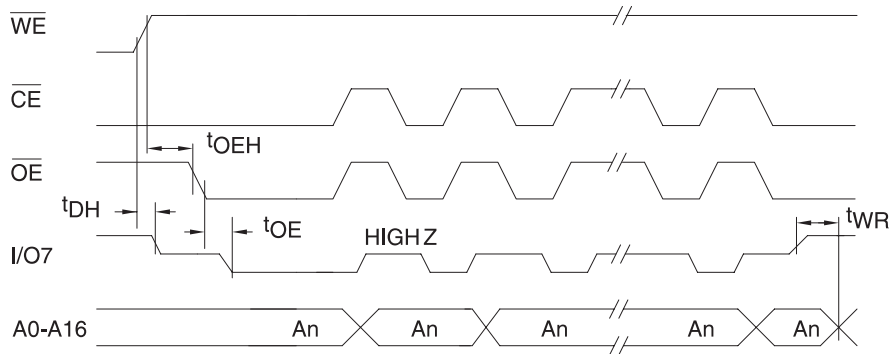 WE
CE
tOEH
OE
tDH
tOE
HIGH Z
tWR
I/O7
A0-A16
An
An
An
An
An